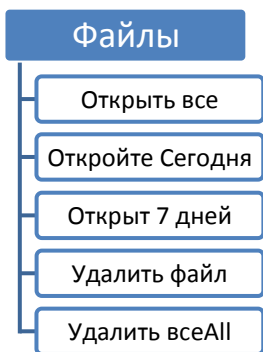 Файлы
Открыть все
Откройте Сегодня
Открыт 7 дней
Удалить файл
Удалить всеAll